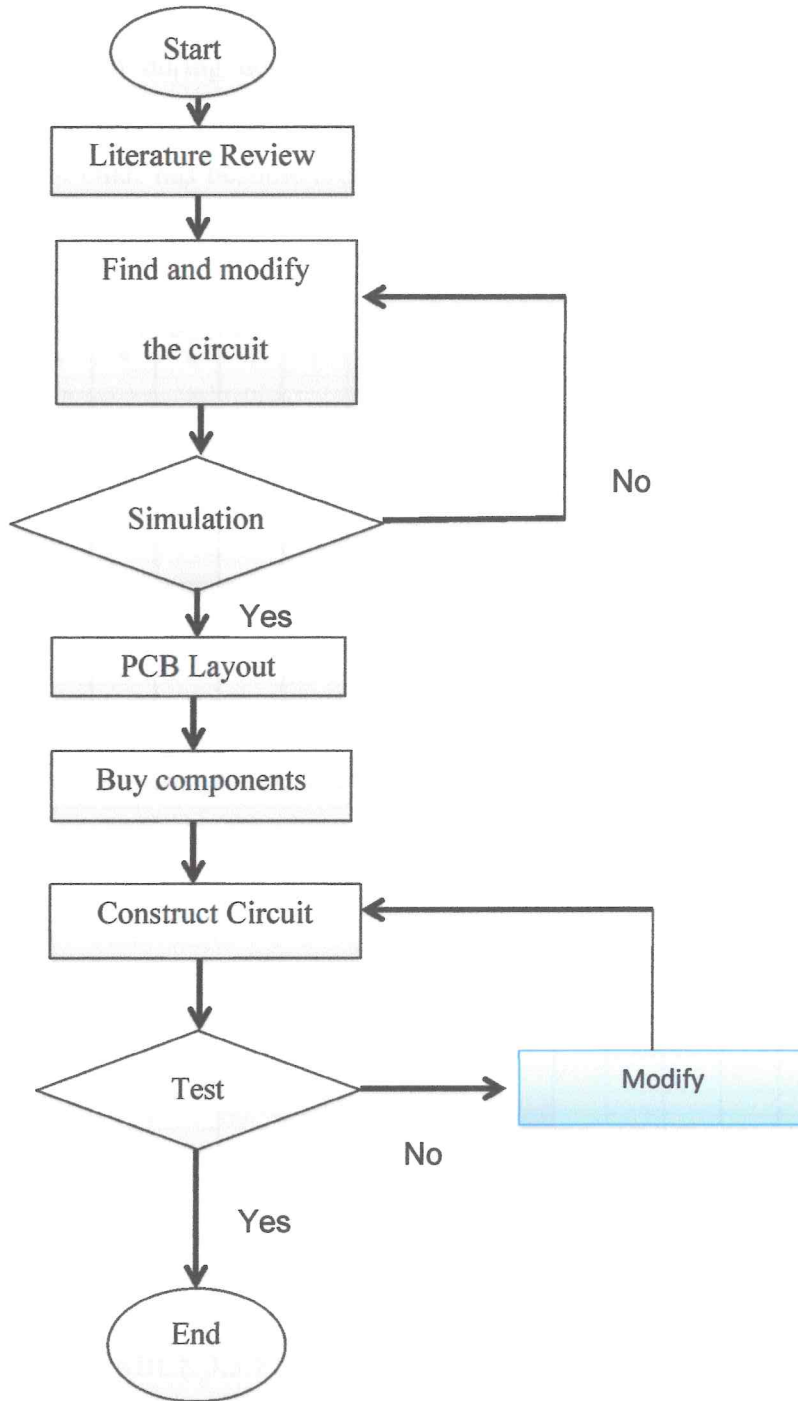 Start
Literature Review
Find and modify
the circuit
Simulation
No
Yes
PCB Layout
Buy components
Construct Circuit
Test
Modify
No
Yes
End